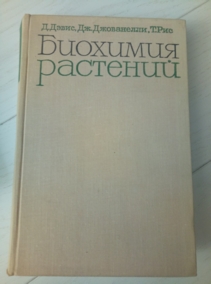 Д. Дэвис, Дж. Джованелли, Т. Рис
Биохимия
растений